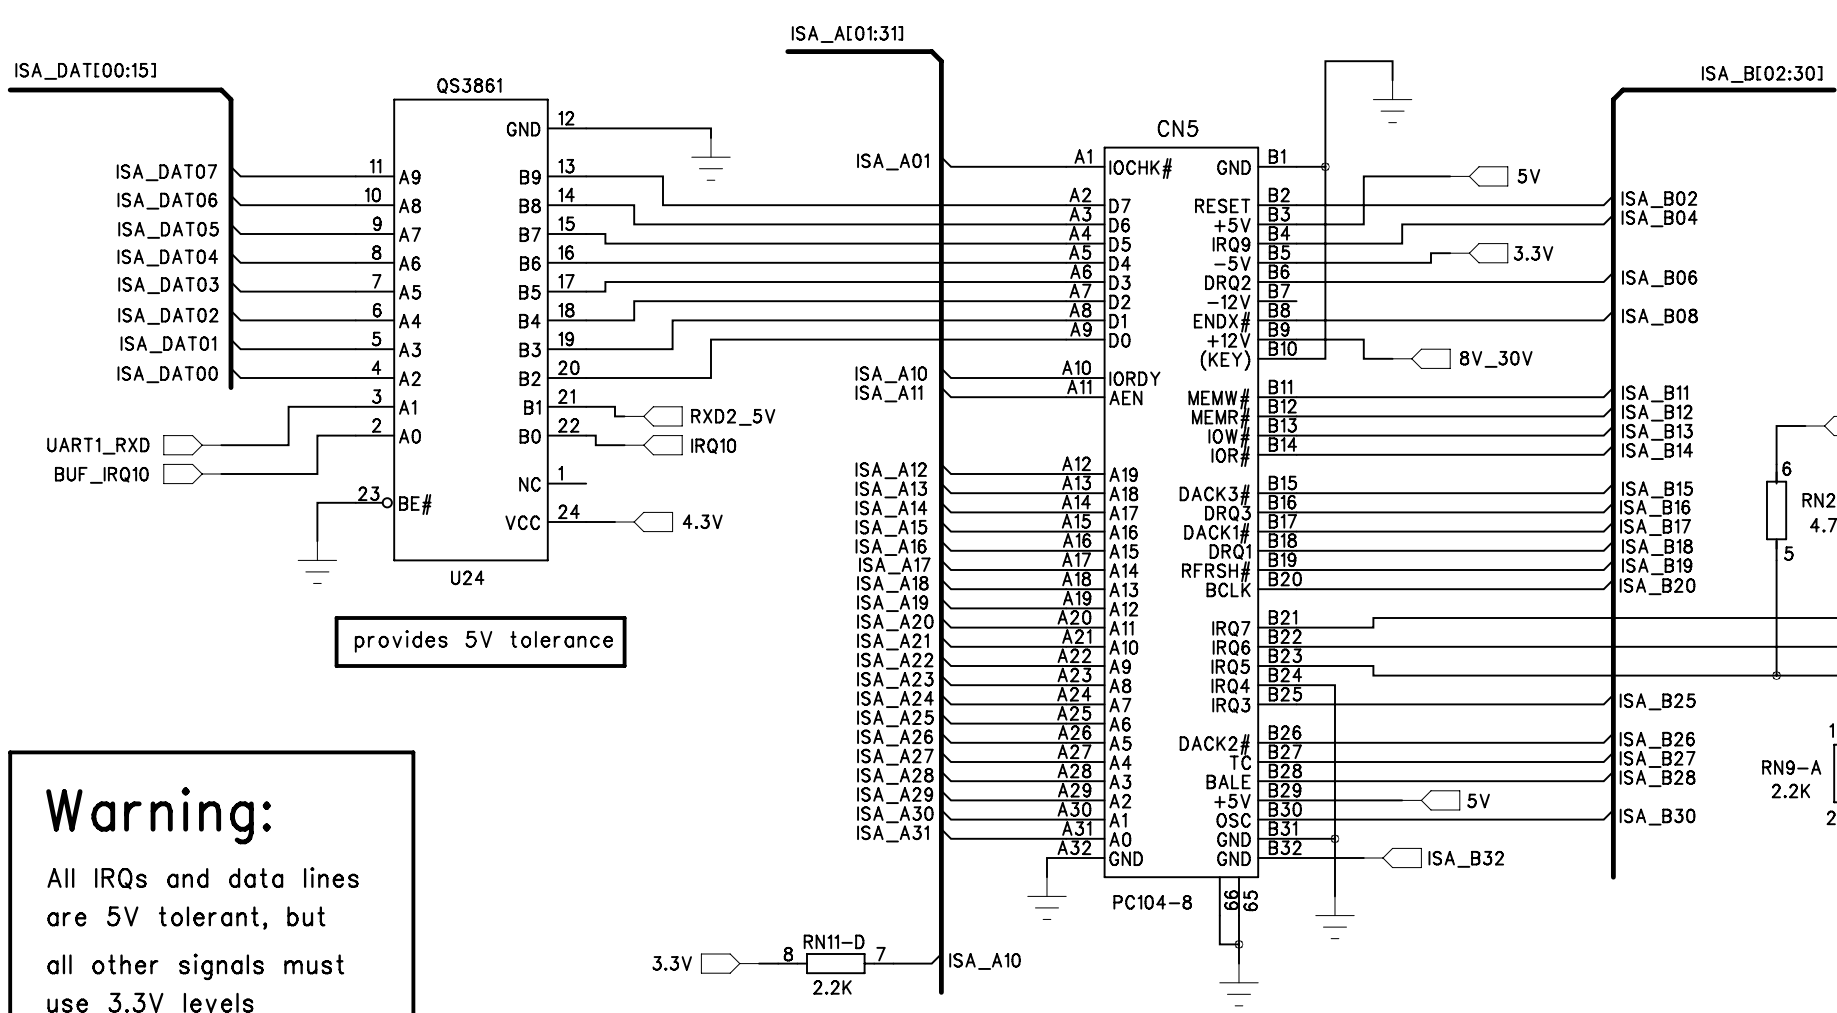 ISA_DAT[00:15]
ISA_DAT07
ISA_DAT06
ISA_DAT05
ISA_DAT04
ISA_DAT03
ISA_DAT02
ISA_DAT01
ISA_DAT00
UART1_RXD
BUF_IRQ10
QS3861
11 A9
10 A8
9 A7
8 A6
7 A5
6 A4
5 A3
4 A2
3 A1
2 A0
23 BE#
GND 12
B9 13
B8 14
B7 15
B6 16
B5 17
B4 18
B3 19
B2 20
B1 21
B0 22
NC 1
VCC 24
RXD2_5V
IRQ10
4.3V
U24
provides 5V tolerance
Warning:
All IRQs and data lines
are 5V tolerant, but
all other signals must
use 3.3V levels
ISA_A[01:31]
ISA_A01
ISA_A10
ISA_A11
ISA_A12
ISA_A13
ISA_A14
ISA_A15
ISA_A16
ISA_A17
ISA_A18
ISA_A19
ISA_A20
ISA_A21
ISA_A22
ISA_A23
ISA_A24
ISA_A25
ISA_A26
ISA_A27
ISA_A28
ISA_A29
ISA_A30
ISA_A31
3.3V
8 RN11-D 7
2.2K
ISA_A10
CN5
A1 IOCHK#
A2 D7
A3 D6
A4 D5
A5 D4
A6 D3
A7 D2
A8 D1
A9 D0
A10 IORDY
A11 AEN
A12 A19
A13 A18
A14 A17
A15 A16
A16 A15
A17 A14
A18 A13
A19 A12
A20 A11
A21 A10
A22 A9
A23 A8
A24 A7
A25 A6
A26 A5
A27 A4
A28 A3
A29 A2
A30 A1
A31 A0
A32 GND
GND B1
RESET B2
+5V B3
IRQ9 B4
-5V B5
DRQ2 B6
-12V B7
ENDX# B8
+12V B9
(KEY) B10
MEMW# B11
MEMR# B12
IOW# B13
IOR# B14
DACK3# B15
DRQ3 B16
DACK1# B17
DRQ1 B18
RFRSH# B19
BCLK B20
IRQ7 B21
IRQ6 B22
IRQ5 B23
IRQ4 B24
IRQ3 B25
DACK2# B26
TC B27
BALE B28
+5V B29
OSC B30
GND B31
GND B32
PC104-8
66
65
5V
3.3V
8V_30V
5V
ISA_B32
ISA_B[02:30]
ISA_B02
ISA_B04
ISA_B06
ISA_B08
ISA_B11
ISA_B12
ISA_B13
ISA_B14
ISA_B15
ISA_B16
ISA_B17
ISA_B18
ISA_B19
ISA_B20
ISA_B25
ISA_B26
ISA_B27
ISA_B28
ISA_B30
6
RN2
4.7
5
1
RN9-A
2.2K
2